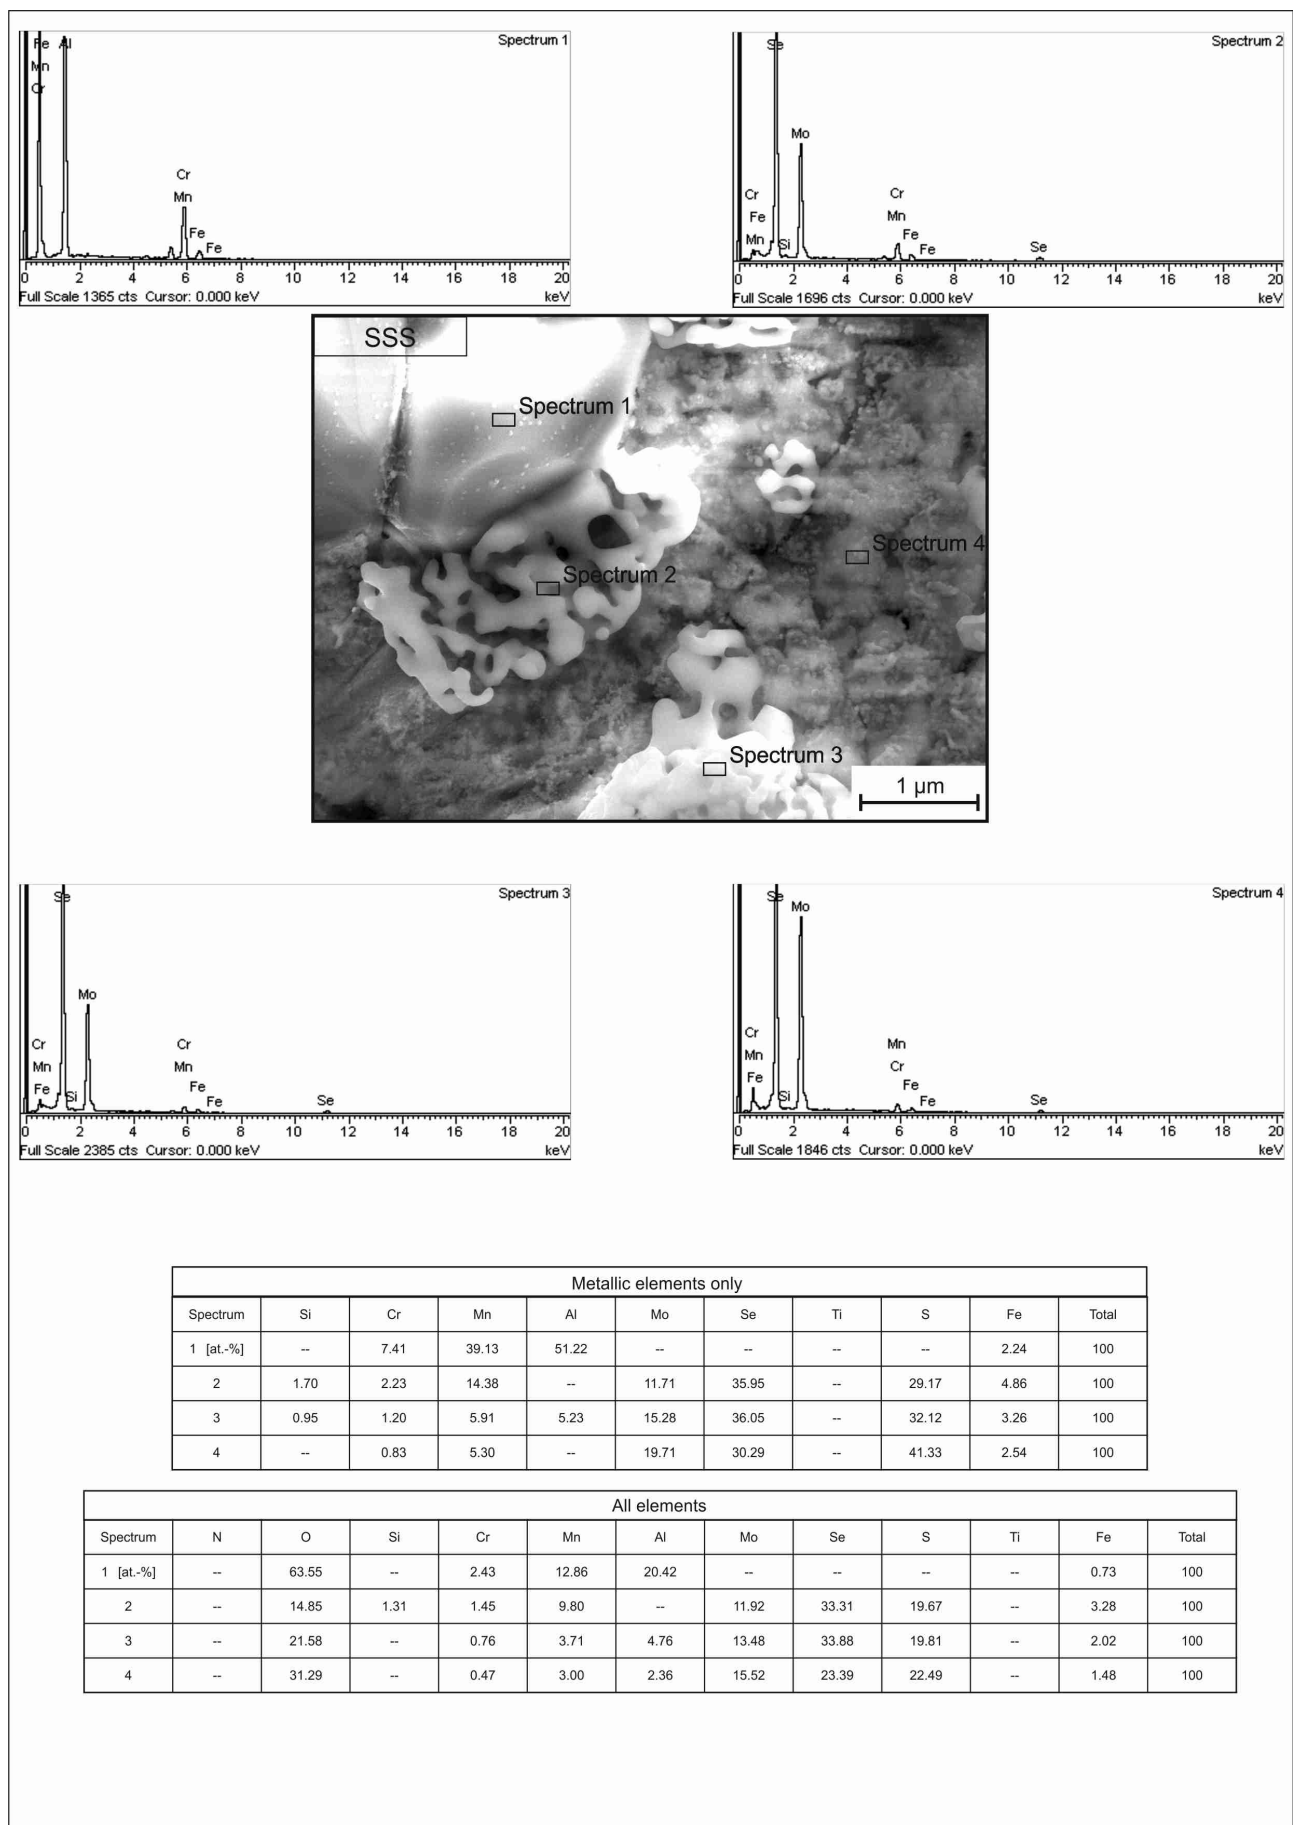 Spectrum 1
Fe Al
Mn
Cr
Cr
Mn
Fe
Fe
0 2 4 6 8 10 12 14 16 18 20
Full Scale 1365 cts Cursor: 0.000 keV keV
Spectrum 2
Se
Mo
Cr
Fe
Mn
Si
Cr
Mn
Fe
Fe
Se
0 2 4 6 8 10 12 14 16 18 20
Full Scale 1696 cts Cursor: 0.000 keV keV
SSS
Spectrum 1
Spectrum 4
Spectrum 2
Spectrum 3
1 µm
Spectrum 3
Se
Mo
Cr
Mn
Fe
Si
Cr
Mn
Fe
Fe
Se
0 2 4 6 8 10 12 14 16 18 20
Full Scale 2385 cts Cursor: 0.000 keV keV
Spectrum 4
Se
Mo
Cr
Mn
Fe
Si
Mn
Cr
Fe
Fe
Se
0 2 4 6 8 10 12 14 16 18 20
Full Scale 1846 cts Cursor: 0.000 keV keV
Metallic elements only
Spectrum Si Cr Mn Al Mo Se Ti S Fe Total
1 [at.-%] -- 7.41 39.13 51.22 -- -- -- -- 2.24 100
2 1.70 2.23 14.38 -- 11.71 35.95 -- 29.17 4.86 100
3 0.95 1.20 5.91 5.23 15.28 36.05 -- 32.12 3.26 100
4 -- 0.83 5.30 -- 19.71 30.29 -- 41.33 2.54 100
All elements
Spectrum N O Si Cr Mn Al Mo Se S Ti Fe Total
1 [at.-%] -- 63.55 -- 2.43 12.86 20.42 -- -- -- -- 0.73 100
2 -- 14.85 1.31 1.45 9.80 -- 11.92 33.31 19.67 -- 3.28 100
3 -- 21.58 -- 0.76 3.71 4.76 13.48 33.88 19.81 -- 2.02 100
4 -- 31.29 -- 0.47 3.00 2.36 15.52 23.39 22.49 -- 1.48 100